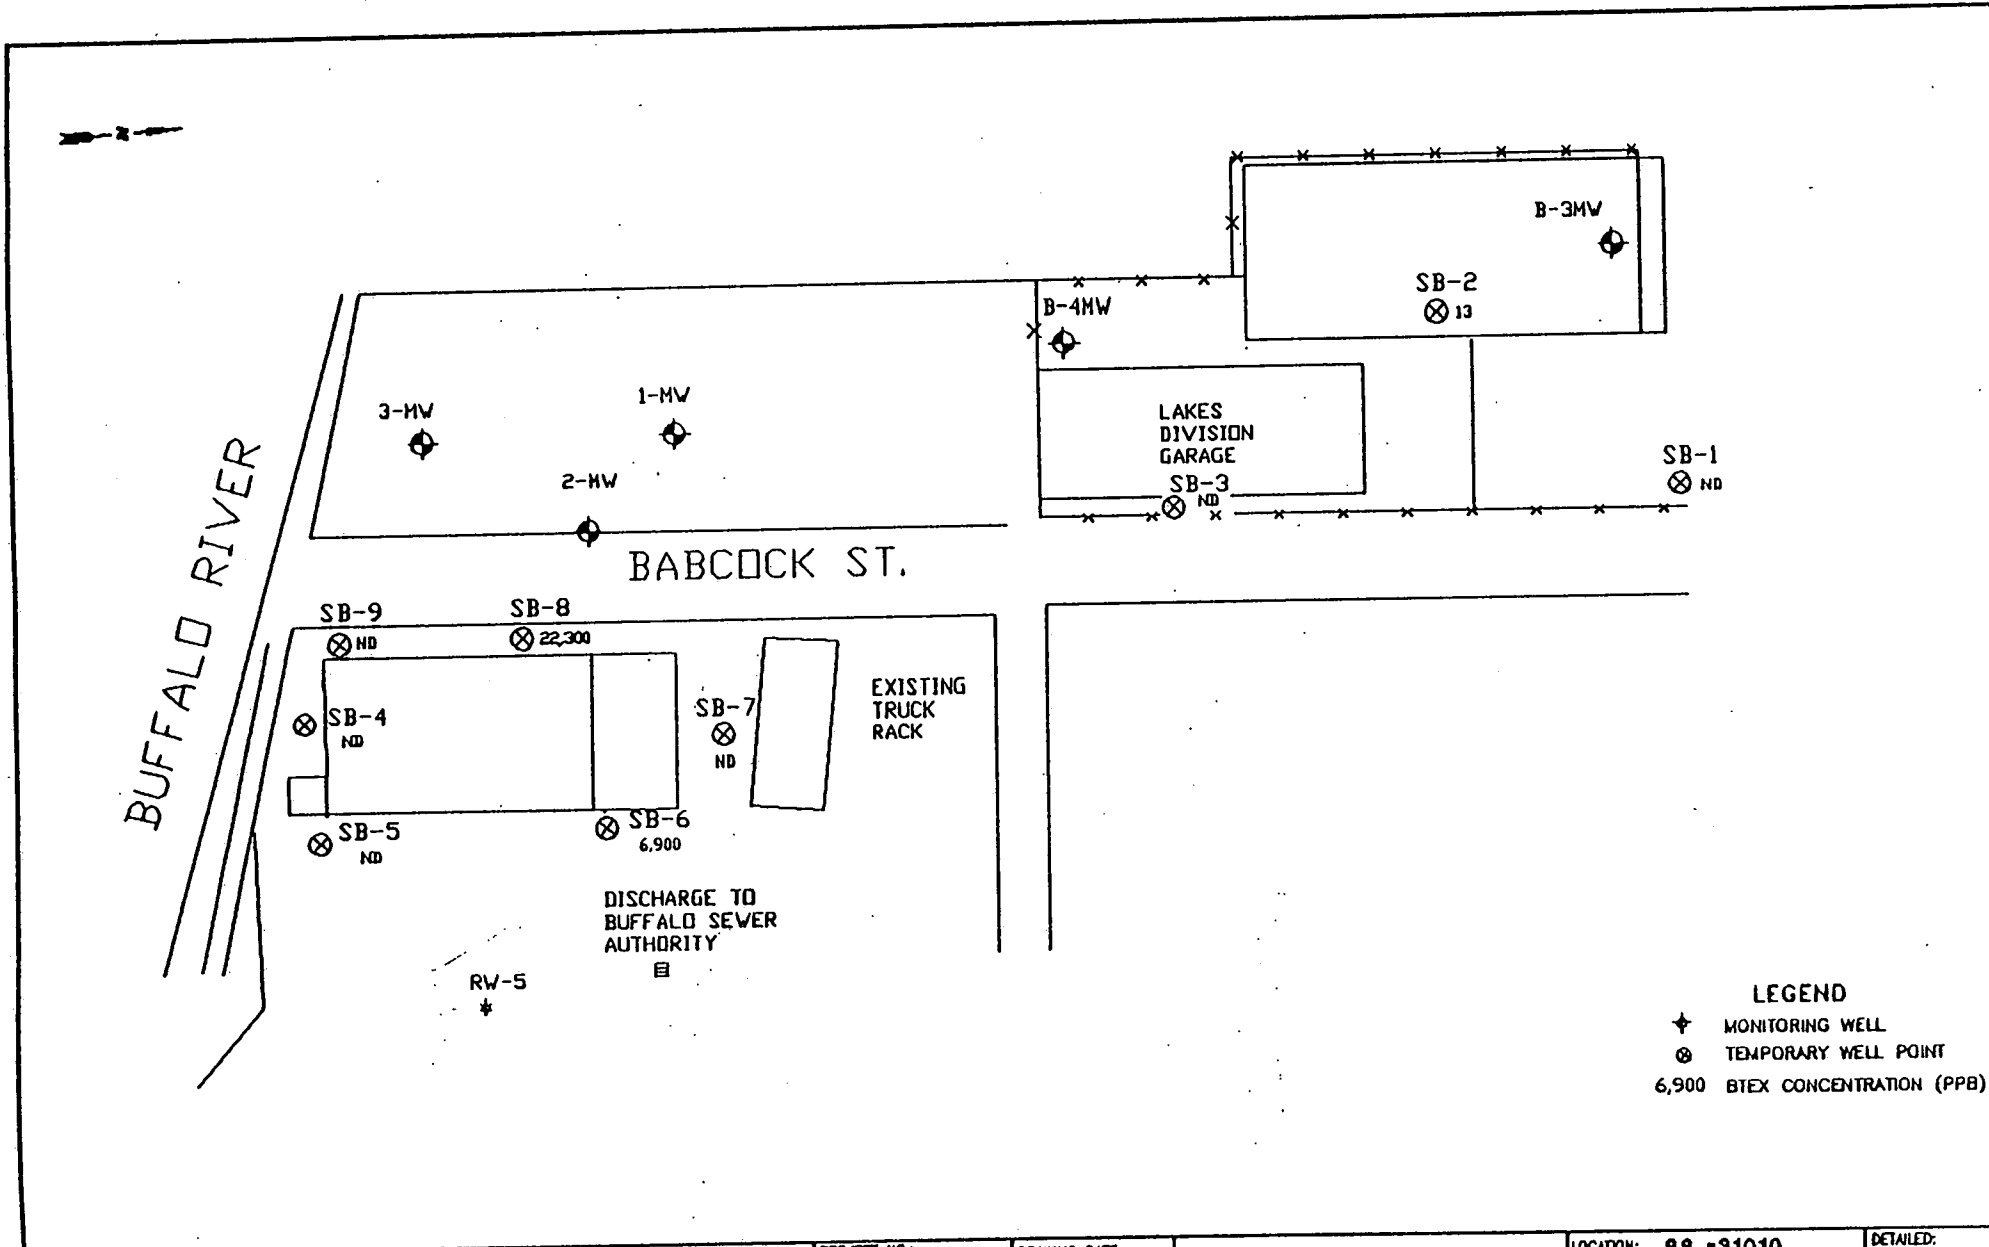 N
B-3MW
SB-2
13
B-4MW
3-MW
1-MW
2-MW
LAKES
DIVISION
GARAGE
SB-3
ND
SB-1
ND
BUFFALO RIVER
BABCOCK ST.
SB-9
ND
SB-8
22,300
SB-4
ND
SB-7
ND
EXISTING
TRUCK
RACK
SB-5
ND
SB-6
6,900
DISCHARGE TO
BUFFALO SEWER
AUTHORITY
RW-5
LEGEND
MONITORING WELL
TEMPORARY WELL POINT
6,900 BTEX CONCENTRATION (PPB)
LOCATION:
DETAILED: